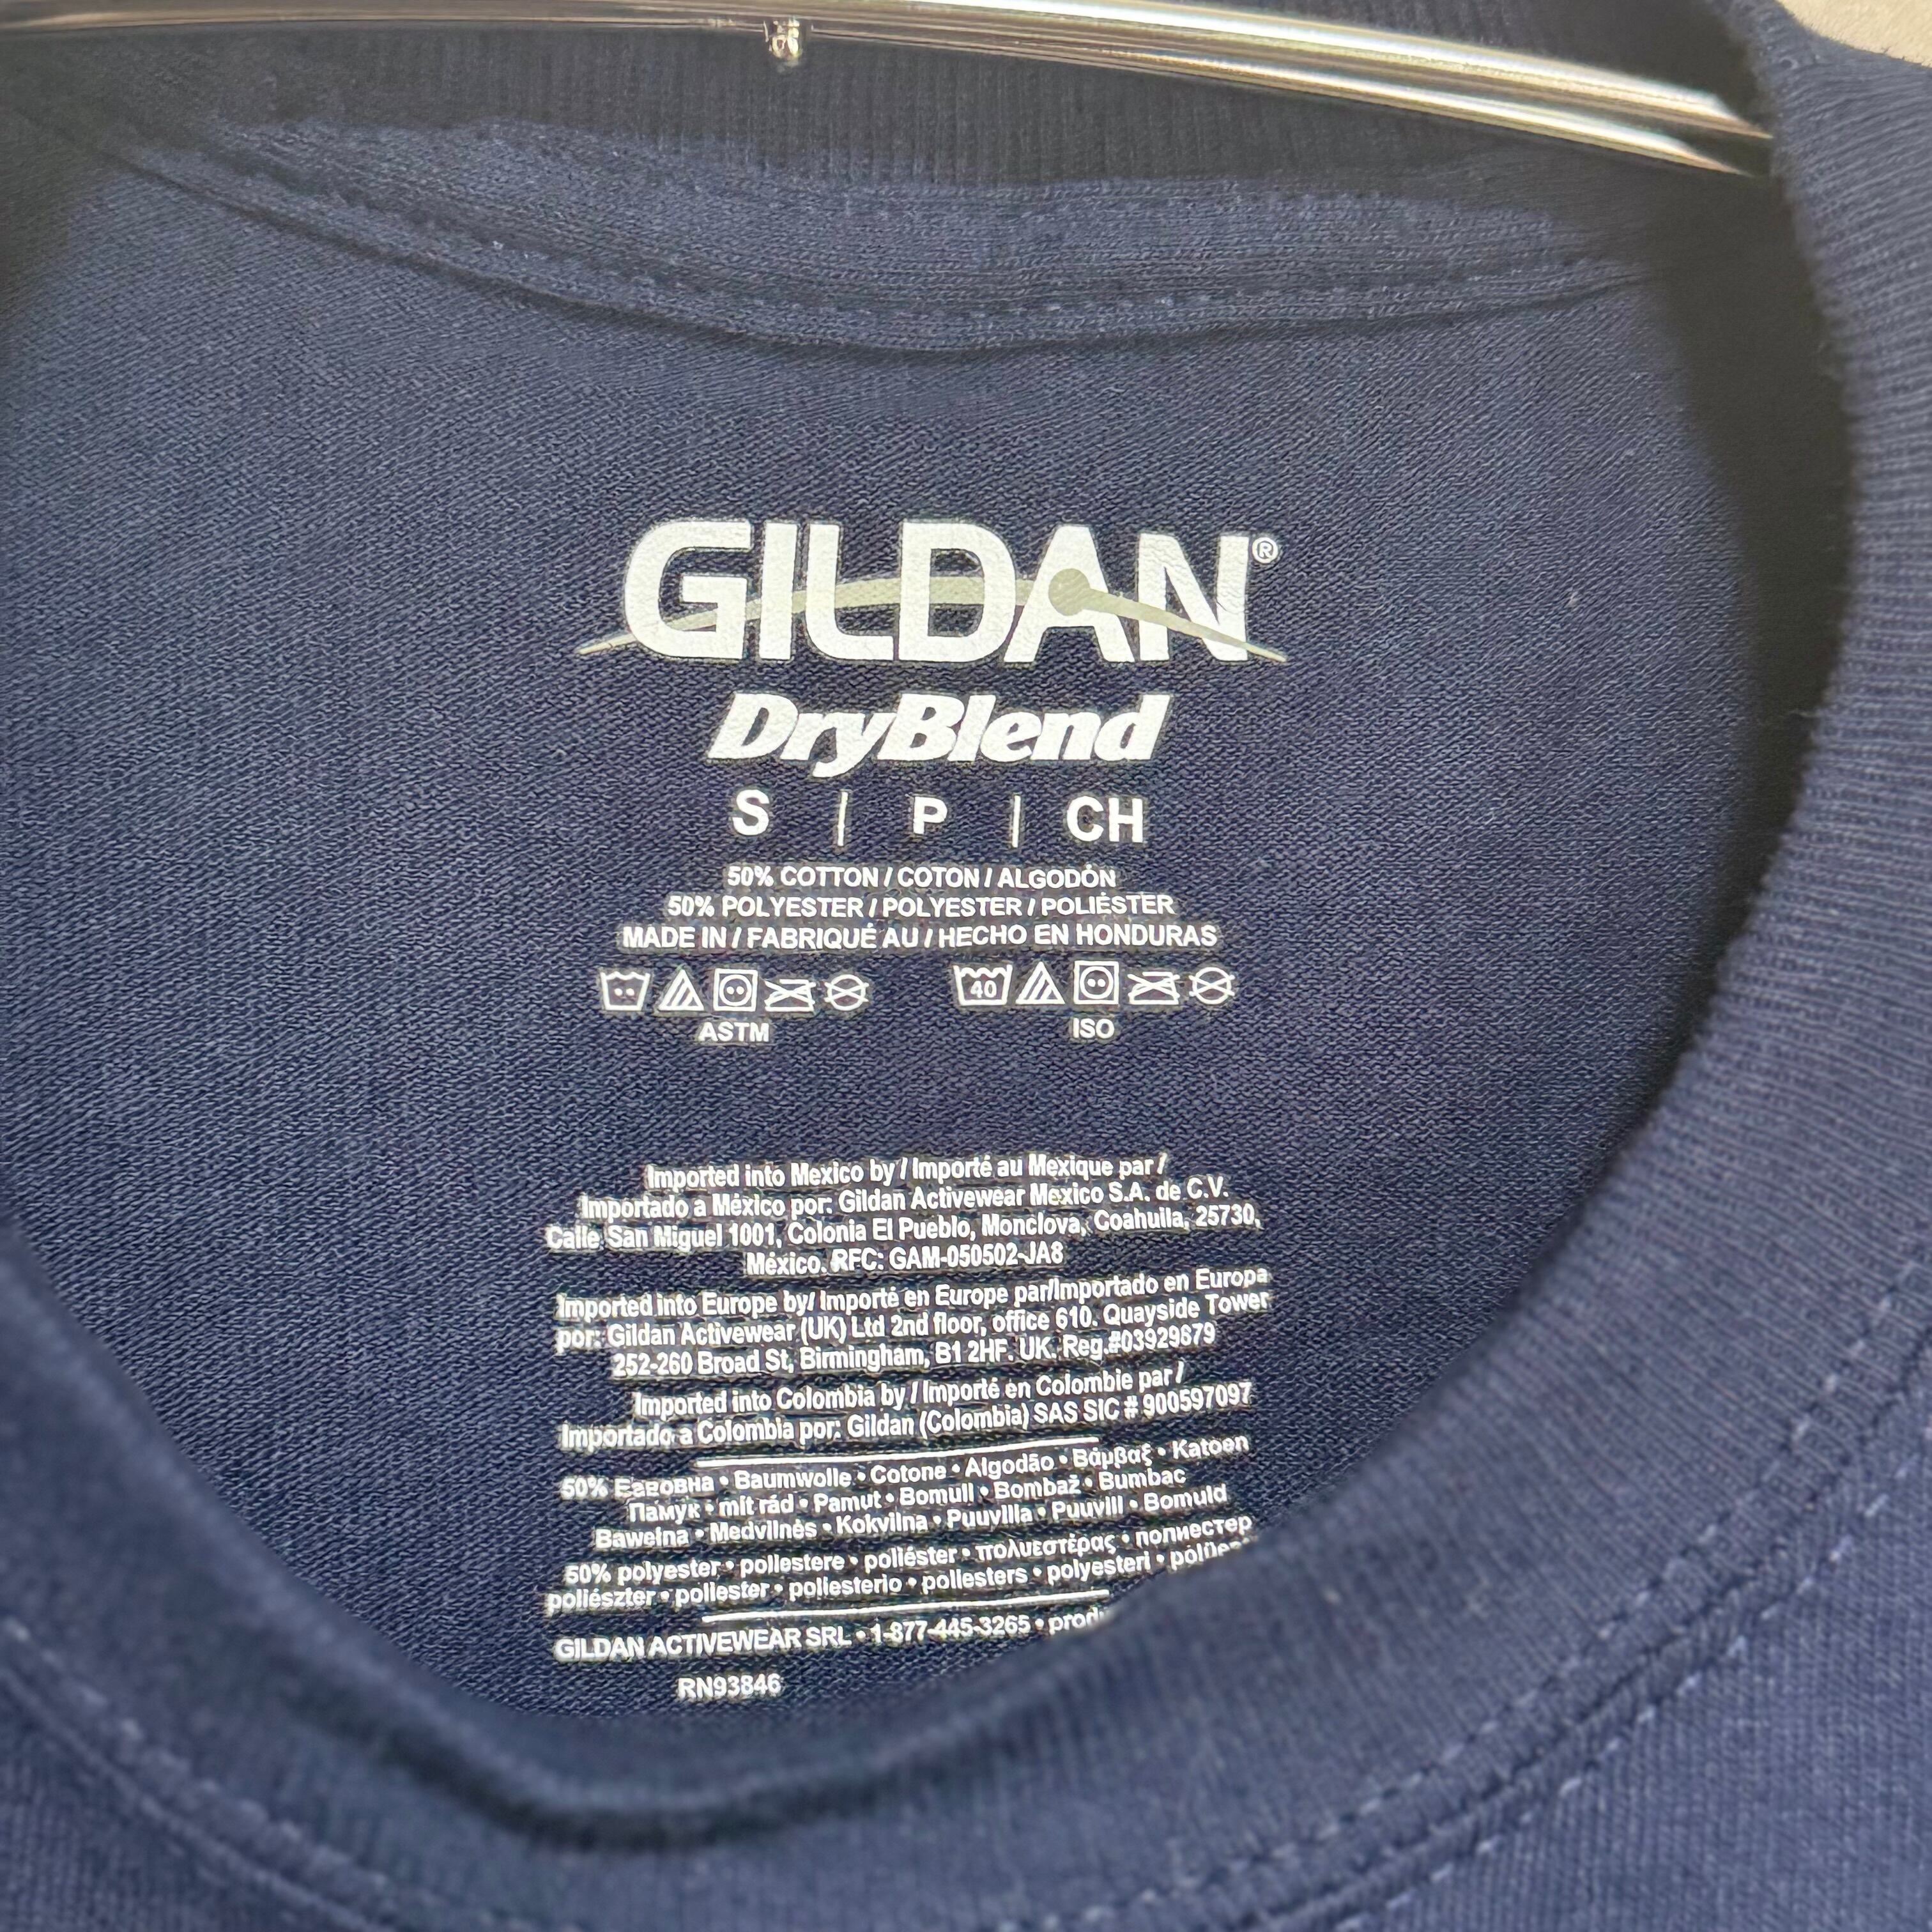 GILDAN®
DryBlend
S | P | CH
50% COTTON / COTON / ALGODÓN
50% POLYESTER / POLYESTER / POLIÉSTER
MADE IN / FABRIQUÉ AU / HECHO EN HONDURAS
40
ASTM ISO
Imported into Mexico by / Importé au Mexique par /
Importado a México por: Gildan Activewear Mexico S.A. de C.V.
Calle San Miguel 1001, Colonia El Pueblo, Monclova, Coahuila, 25730,
México. RFC: GAM-050502-JA8
Imported into Europe by/ Importé en Europe par/Importado en Europa
por: Gildan Activewear (UK) Ltd 2nd floor, office 610. Quayside Tower
252-260 Broad St, Birmingham, B1 2HF. UK. Reg.#03929679
Imported into Colombia by / Importé en Colombie par /
Importado a Colombia por: Gildan (Colombia) SAS SIC # 900597097
50% • Baumwolle • Cotone • Algodão • Βάμβαξ • Katoen
Памук • mit rád • Pamut • Bomull • Bombaž • Bumbac
Bawełna • Medvilnės • Kokvilna • Puuvilla • Puuvill • Bomuld
50% polyester • poliestere • poliéster • πολυεστέρας • полиестер
poliészter • poliester • poliesterio • poliesters • polyesteri •
GILDAN ACTIVEWEAR SRL • 1-877-445-3265 •
RN93846